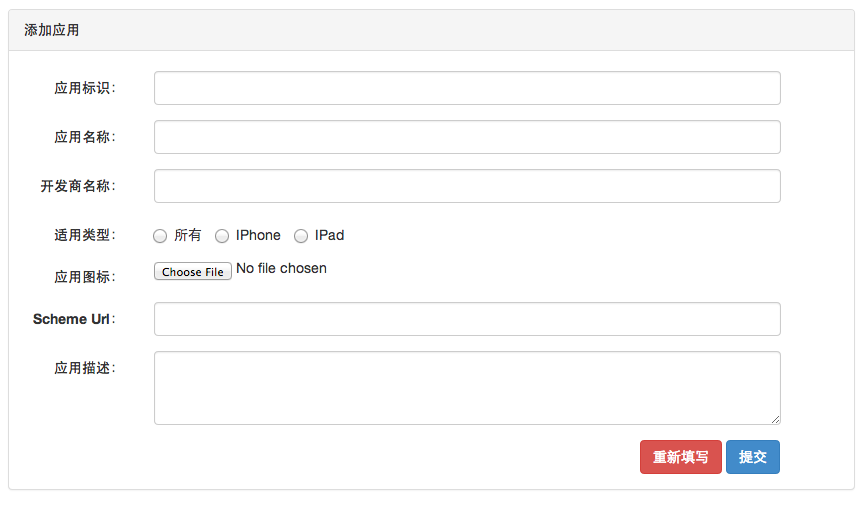 添加应用
应用标识：
应用名称：
开发商名称：
适用类型： 所有 IPhone IPad
应用图标： Choose File No file chosen
Scheme Url：
应用描述：
重新填写 提交